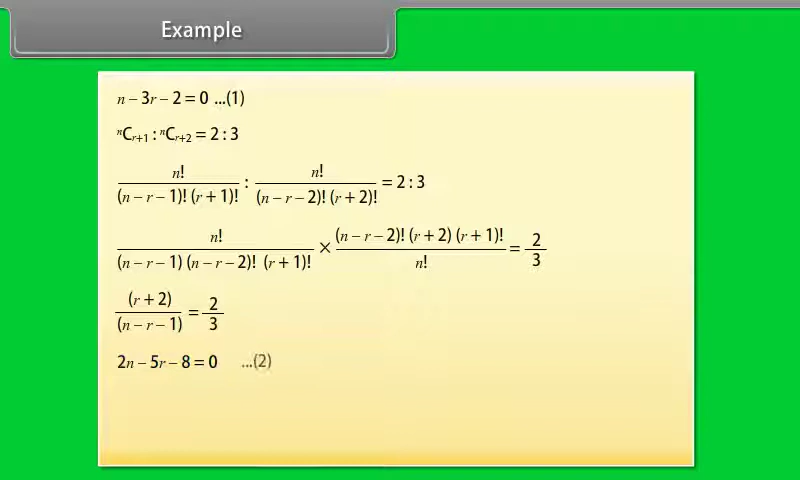 Example
n – 3r – 2 = 0 ...(1)
ⁿCᵣ₊₁ : ⁿCᵣ₊₂ = 2 : 3
n! / (n – r – 1)! (r + 1)! : n! / (n – r – 2)! (r + 2)! = 2 : 3
n! / (n – r – 1) (n – r – 2)! (r + 1)! × (n – r – 2)! (r + 2) (r + 1)! / n! = 2 / 3
(r + 2) / (n – r – 1) = 2 / 3
2n – 5r – 8 = 0 ...(2)